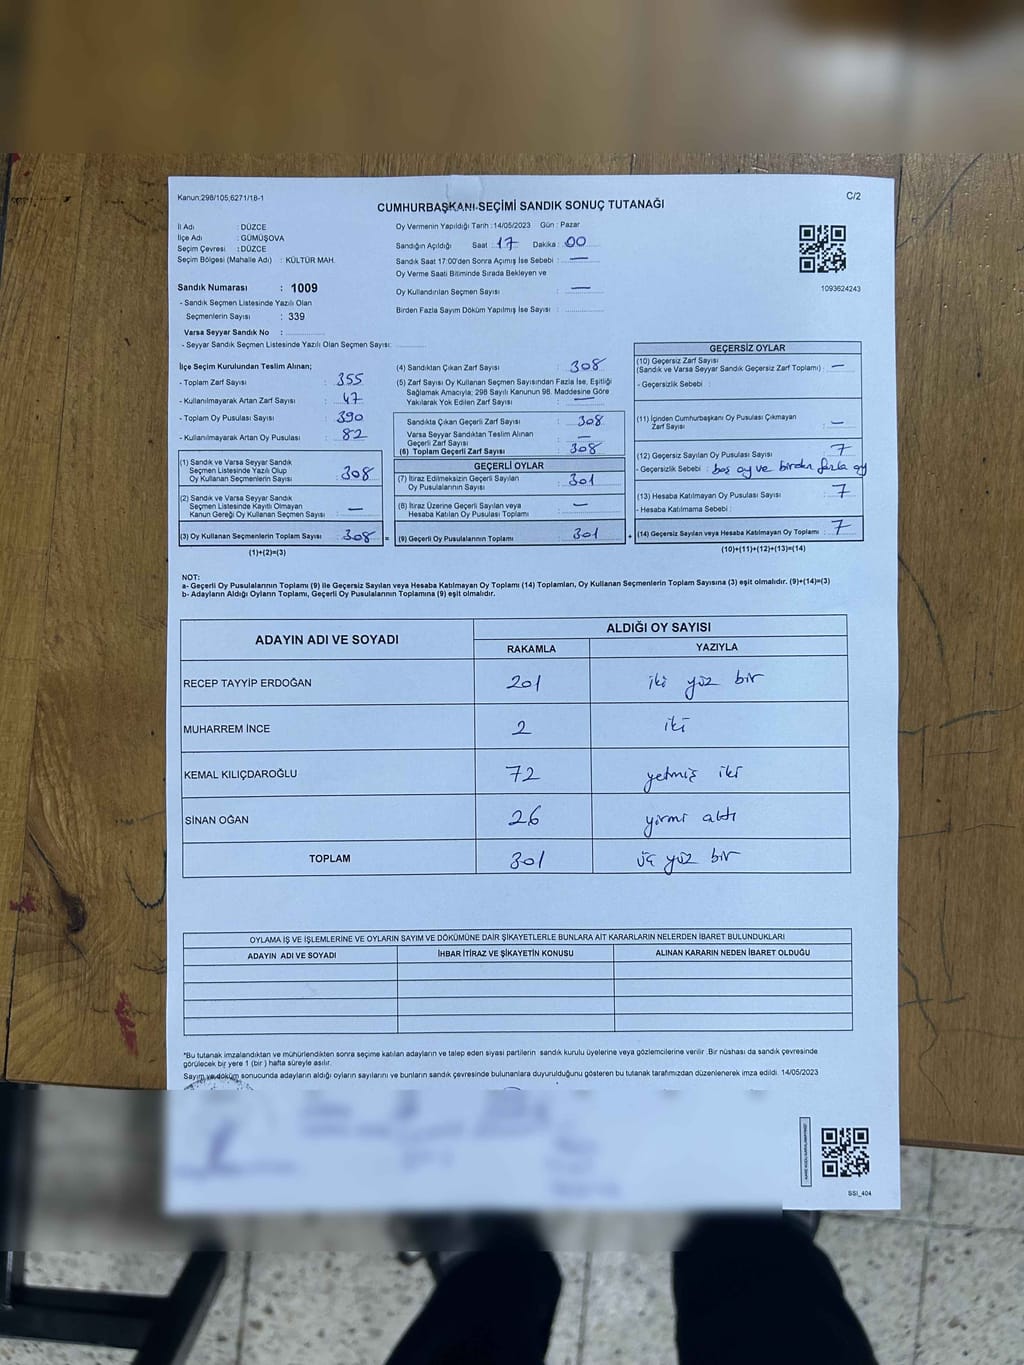 Kanun;298/105,6271/18-1
C/2
CUMHURBAŞKANI SEÇİMİ SANDIK SONUÇ TUTANAĞI
İl Adı : DÜZCE
İlçe Adı : GÜMÜŞOVA
Seçim Çevresi : DÜZCE
Seçim Bölgesi (Mahalle Adı) : KÜLTÜR MAH.
Sandık Numarası : 1009
- Sandık Seçmen Listesinde Yazılı Olan
Seçmenlerin Sayısı : 339
Varsa Seyyar Sandık No :
- Seyyar Sandık Seçmen Listesinde Yazılı Olan Seçmen Sayısı:
Oy Vermenin Yapıldığı Tarih : 14/05/2023 Gün : Pazar
Sandığın Açıldığı Saat : 17 Dakika : 00
Sandık Saat 17:00'den Sonra Açımış İse Sebebi : —
Oy Verme Saati Bitiminde Sırada Bekleyen ve
Oy Kullandırılan Seçmen Sayısı : —
Birden Fazla Sayım Döküm Yapılmış İse Sayısı :
1093624243
İlçe Seçim Kurulundan Teslim Alınan;
- Toplam Zarf Sayısı : 355
- Kullanılmayarak Artan Zarf Sayısı : 47
- Toplam Oy Pusulası Sayısı : 390
- Kullanılmayarak Artan Oy Pusulası : 82
(1) Sandık ve Varsa Seyyar Sandık
Seçmen Listesinde Yazılı Olup
Oy Kullanan Seçmenlerin Sayısı : 308
(2) Sandık ve Varsa Seyyar Sandık
Seçmen Listesinde Kayıtlı Olmayan
Kanun Gereği Oy Kullanan Seçmen Sayısı : —
(3) Oy Kullanan Seçmenlerin Toplam Sayısı : 308 =
(1)+(2)=(3)
(4) Sandıktan Çıkan Zarf Sayısı : 308
(5) Zarf Sayısı Oy Kullanan Seçmen Sayısından Fazla İse, Eşitliği
Sağlamak Amacıyla; 298 Sayılı Kanunun 98. Maddesine Göre
Yakılarak Yok Edilen Zarf Sayısı : —
Sandıkta Çıkan Geçerli Zarf Sayısı : 308
Varsa Seyyar Sandıktan Teslim Alınan
Geçerli Zarf Sayısı : —
(6) Toplam Geçerli Zarf Sayısı : 308
GEÇERLİ OYLAR
(7) İtiraz Edilmeksizin Geçerli Sayılan
Oy Pusulalarının Sayısı : 301
(8) İtiraz Üzerine Geçerli Sayılan veya
Hesaba Katılan Oy Pusulası Toplamı : —
(9) Geçerli Oy Pusulalarının Toplamı : 301 +
GEÇERSİZ OYLAR
(10) Geçersiz Zarf Sayısı
(Sandık ve Varsa Seyyar Sandık Geçersiz Zarf Toplamı) : —
- Geçersizlik Sebebi :
(11) İçinden Cumhurbaşkanı Oy Pusulası Çıkmayan
Zarf Sayısı : —
(12) Geçersiz Sayılan Oy Pusulası Sayısı : 7
- Geçersizlik Sebebi : boş oy ve birden fazla oy
(13) Hesaba Katılmayan Oy Pusulası Sayısı : 7
- Hesaba Katılmama Sebebi :
(14) Geçersiz Sayılan veya Hesaba Katılmayan Oy Toplamı : 7
(10)+(11)+(12)+(13)=(14)
NOT:
a- Geçerli Oy Pusulalarının Toplamı (9) ile Geçersiz Sayılan veya Hesaba Katılmayan Oy Toplamı (14) Toplamları, Oy Kullanan Seçmenlerin Toplam Sayısına (3) eşit olmalıdır. (9)+(14)=(3)
b- Adayların Aldığı Oyların Toplamı, Geçerli Oy Pusulalarının Toplamına (9) eşit olmalıdır.
ADAYIN ADI VE SOYADI ALDIĞI OY SAYISI
RAKAMLA YAZIYLA
RECEP TAYYİP ERDOĞAN 201 iki yüz bir
MUHARREM İNCE 2 iki
KEMAL KILIÇDAROĞLU 72 yetmiş iki
SİNAN OĞAN 26 yirmi altı
TOPLAM 301 üç yüz bir
OYLAMA İŞ VE İŞLEMLERİNE VE OYLARIN SAYIM VE DÖKÜMÜNE DAİR ŞİKAYETLERLE BUNLARA AİT KARARLARIN NELERDEN İBARET BULUNDUKLARI
ADAYIN ADI VE SOYADI İHBAR İTİRAZ VE ŞİKAYETİN KONUSU ALINAN KARARIN NEDEN İBARET OLDUĞU
*Bu tutanak imzalandıktan ve mühürlendikten sonra seçime katılan adayların ve talep eden siyasi partilerin sandık kurulu üyelerine veya gözlemcilerine verilir .Bir nüshası da sandık çevresinde
görülecek bir yere 1 (bir ) hafta süreyle asılır.
Sayım ve döküm sonucunda adayların aldığı oyların sayılarını ve bunların sandık çevresinde bulunanlara duyurulduğunu gösteren bu tutanak tarafımızdan düzenlenerek imza edildi. 14/05/2023
SSİ_404